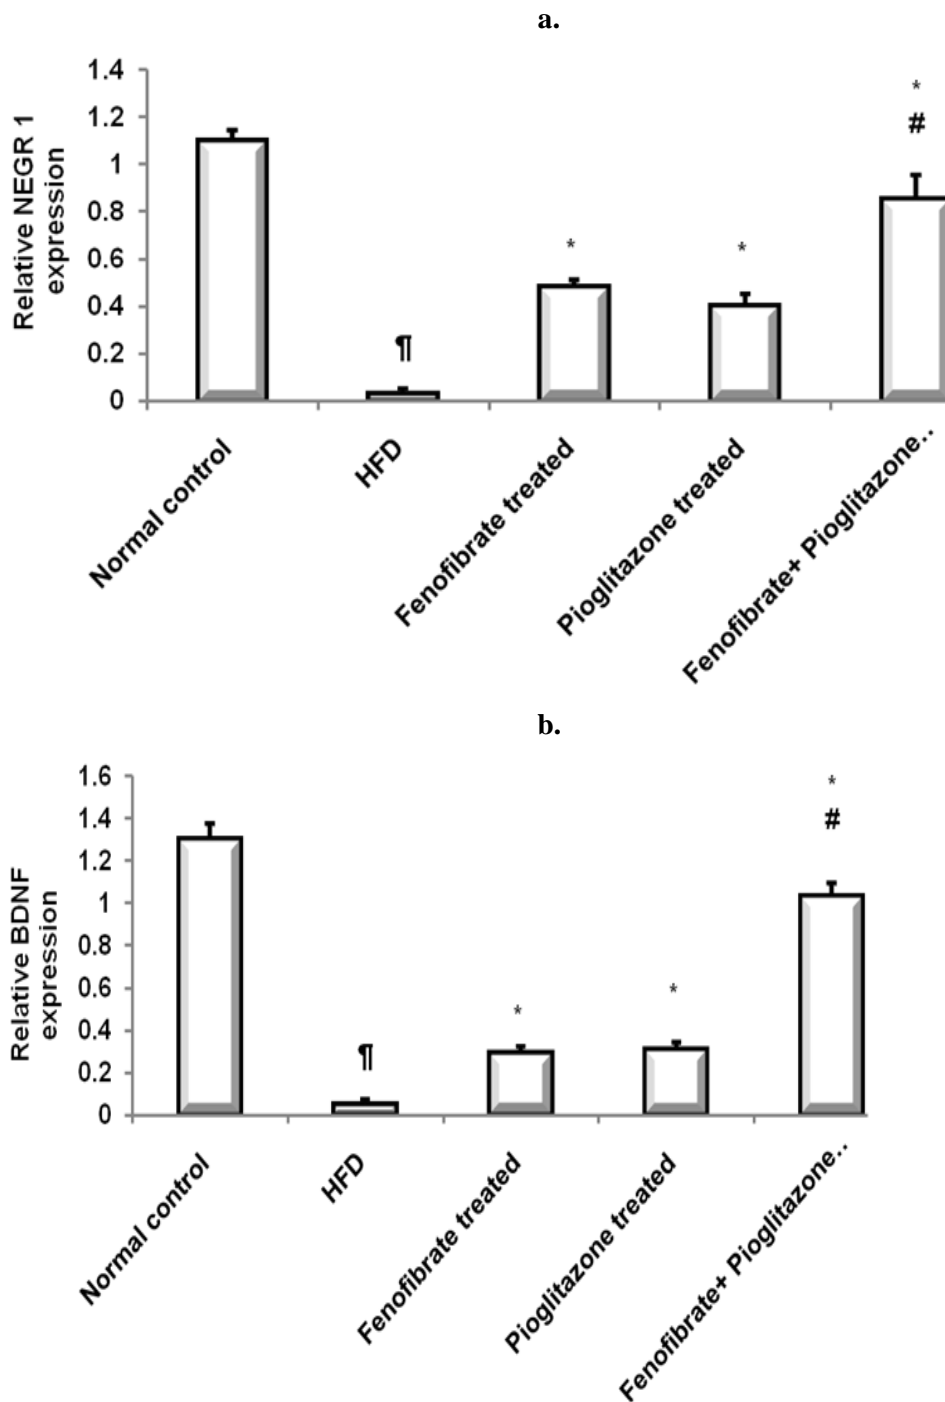 a.
Relative NEGR 1
expression
1.4
1.2
1
0.8
0.6
0.4
0.2
0
¶
*
*
*
#
Normal control
HFD
Fenofibrate treated
Pioglitazone treated
Fenofibrate+ Pioglitazone..
b.
Relative BDNF
expression
1.6
1.4
1.2
1
0.8
0.6
0.4
0.2
0
¶
*
*
*
#
Normal control
HFD
Fenofibrate treated
Pioglitazone treated
Fenofibrate+ Pioglitazone..